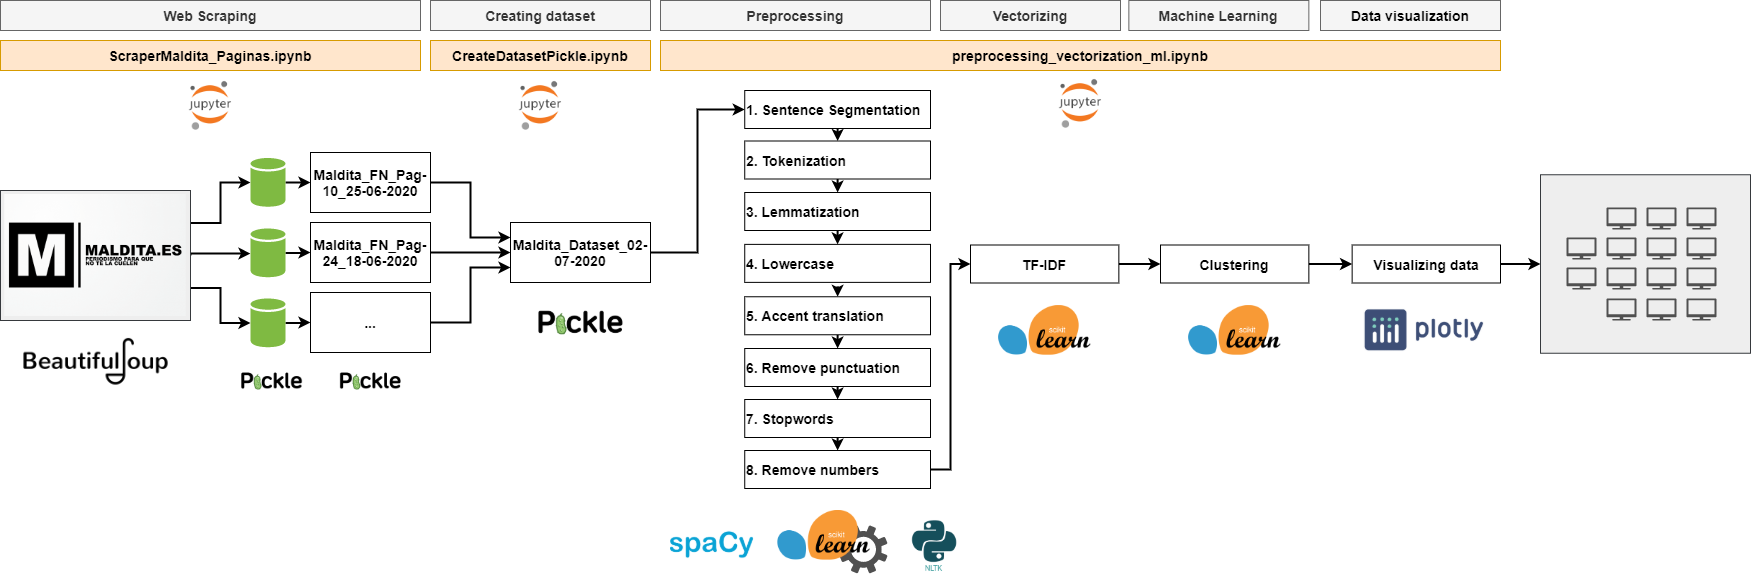 Web Scraping
Creating dataset
Preprocessing
Vectorizing
Machine Learning
Data visualization
ScraperMaldita_Paginas.ipynb
CreateDatasetPickle.ipynb
preprocessing_vectorization_ml.ipynb
jupyter
jupyter
jupyter
M
MALDITA.ES
PERIODISMO PARA QUE
NO TE LA CUELEN
BeautifulSoup
Maldita_FN_Pag-
10_25-06-2020
Maldita_FN_Pag-
24_18-06-2020
...
Pickle
Pickle
Maldita_Dataset_02-
07-2020
Pickle
1. Sentence Segmentation
2. Tokenization
3. Lemmatization
4. Lowercase
5. Accent translation
6. Remove punctuation
7. Stopwords
8. Remove numbers
spaCy
scikit
learn
NLTK
TF-IDF
scikit
learn
Clustering
scikit
learn
Visualizing data
plotly